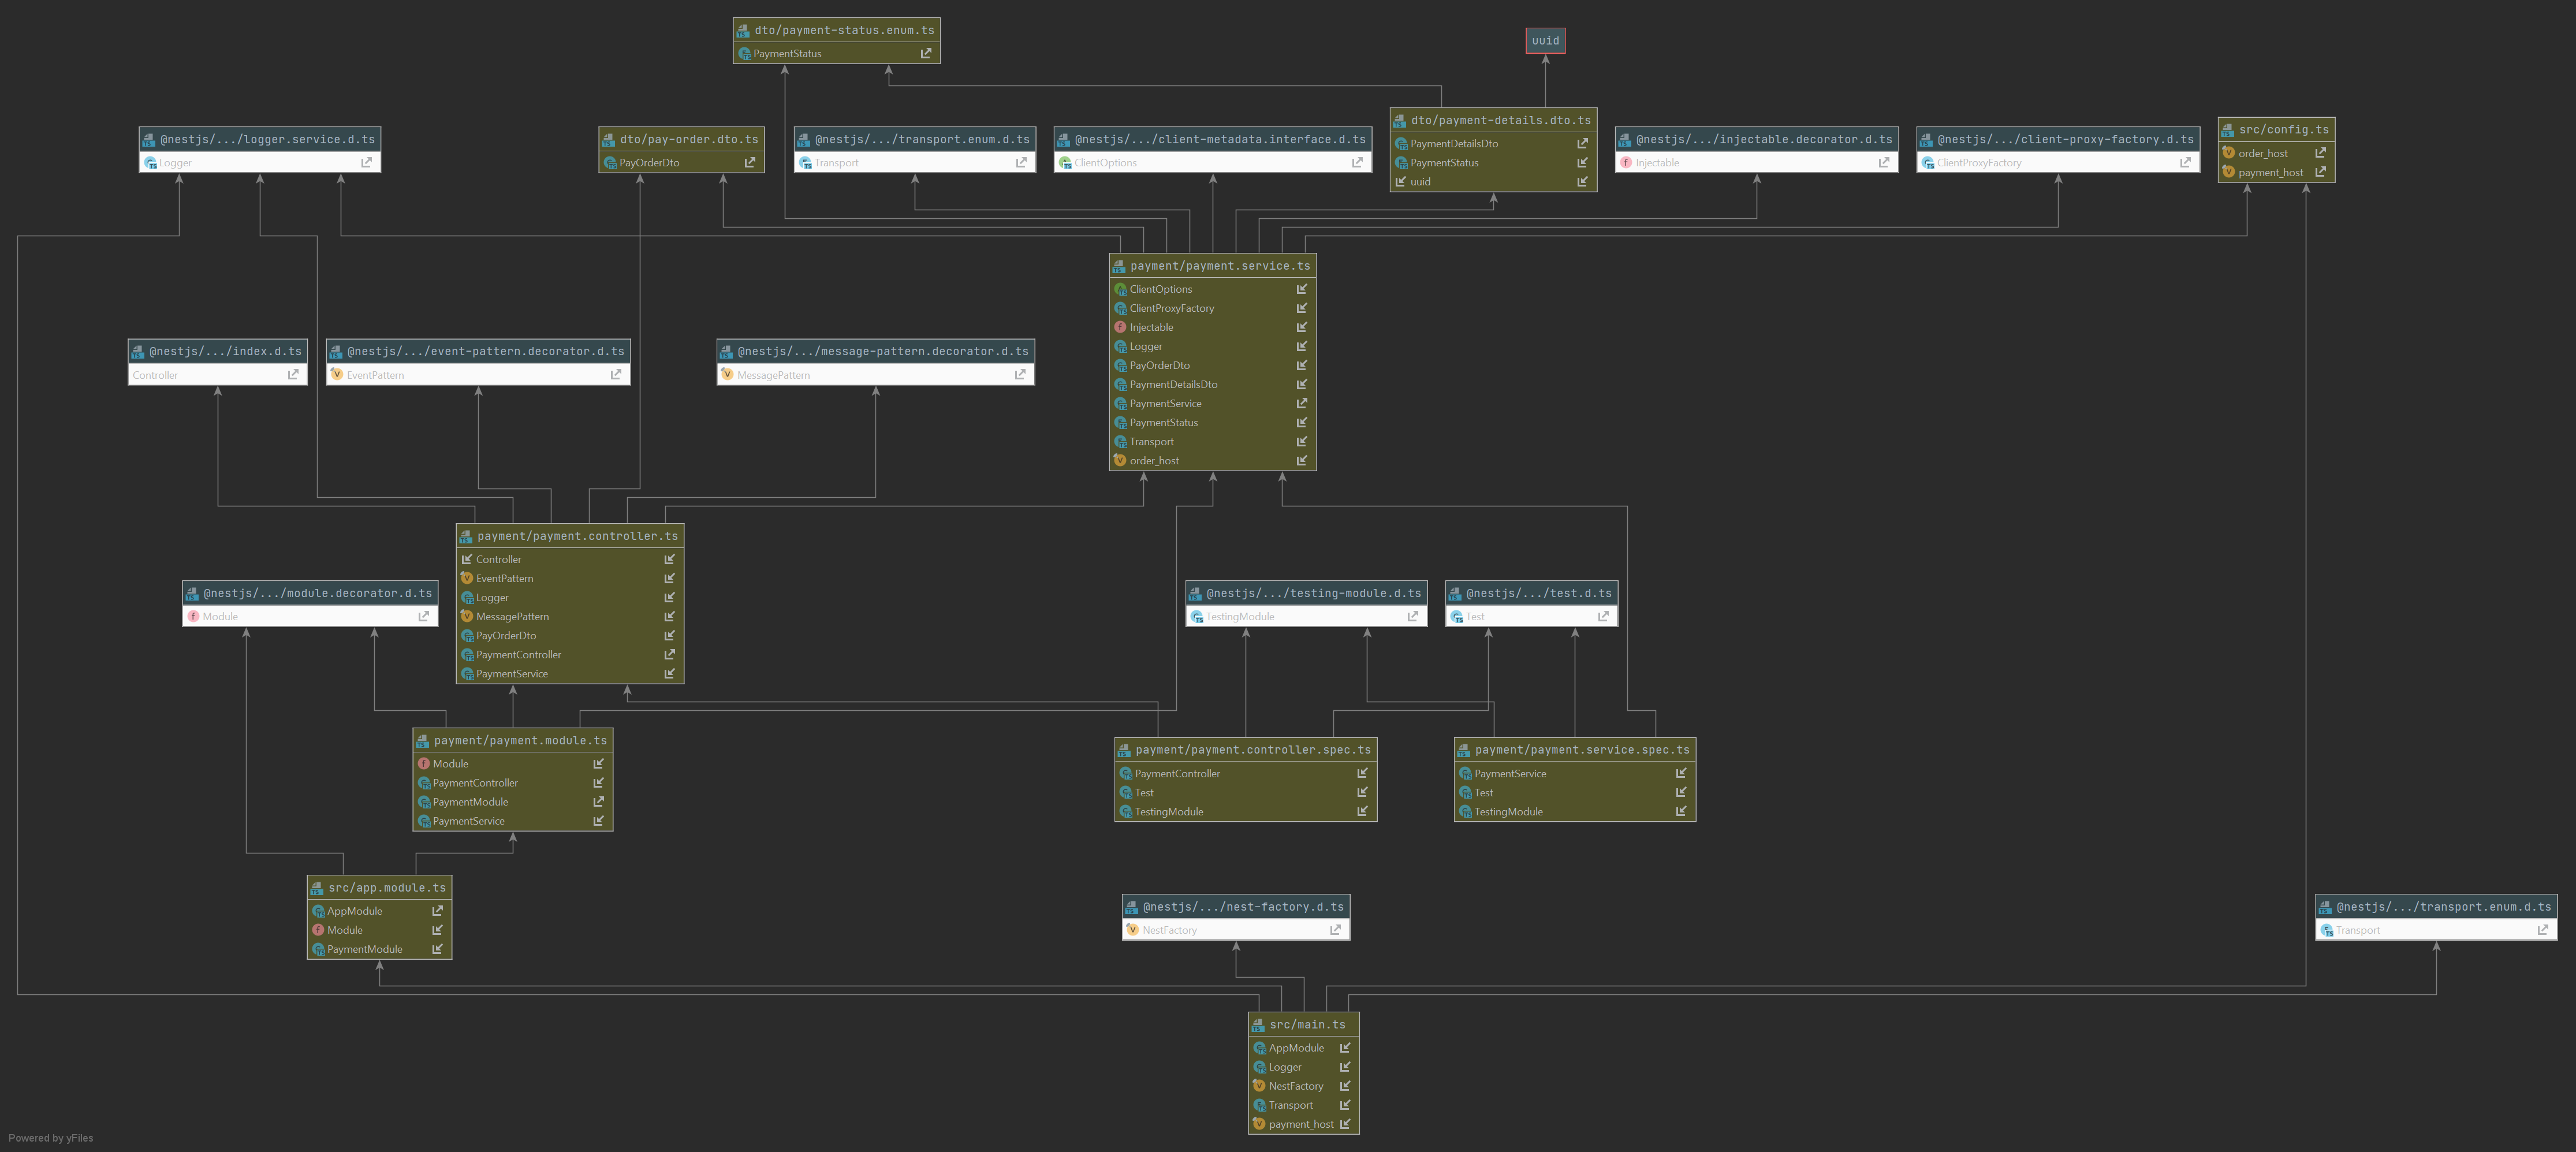 dto/payment-status.enum.ts
PaymentStatus
uuid
@nestjs/.../logger.service.d.ts
Logger
dto/pay-order.dto.ts
PayOrderDto
@nestjs/.../transport.enum.d.ts
Transport
@nestjs/.../client-metadata.interface.d.ts
ClientOptions
dto/payment-details.dto.ts
PaymentDetailsDto
PaymentStatus
uuid
@nestjs/.../injectable.decorator.d.ts
Injectable
@nestjs/.../client-proxy-factory.d.ts
ClientProxyFactory
src/config.ts
order_host
payment_host
payment/payment.service.ts
ClientOptions
ClientProxyFactory
Injectable
Logger
PayOrderDto
PaymentDetailsDto
PaymentService
PaymentStatus
Transport
order_host
@nestjs/.../index.d.ts
Controller
@nestjs/.../event-pattern.decorator.d.ts
EventPattern
@nestjs/.../message-pattern.decorator.d.ts
MessagePattern
payment/payment.controller.ts
Controller
EventPattern
Logger
MessagePattern
PayOrderDto
PaymentController
PaymentService
@nestjs/.../module.decorator.d.ts
Module
@nestjs/.../testing-module.d.ts
TestingModule
@nestjs/.../test.d.ts
Test
payment/payment.module.ts
Module
PaymentController
PaymentModule
PaymentService
payment/payment.controller.spec.ts
PaymentController
Test
TestingModule
payment/payment.service.spec.ts
PaymentService
Test
TestingModule
src/app.module.ts
AppModule
Module
PaymentModule
@nestjs/.../nest-factory.d.ts
NestFactory
@nestjs/.../transport.enum.d.ts
Transport
src/main.ts
AppModule
Logger
NestFactory
Transport
payment_host
Powered by yFiles